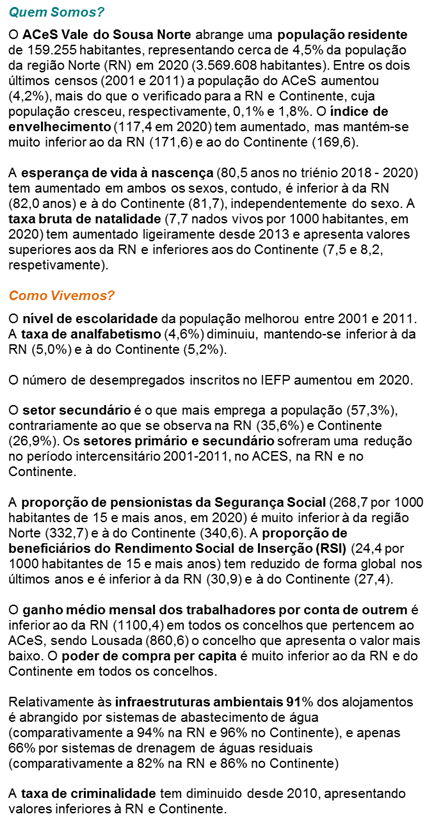 Quem Somos?
O ACeS Vale do Sousa Norte abrange uma população residente
de 159.255 habitantes, representando cerca de 4,5% da população
da região Norte (RN) em 2020 (3.569.608 habitantes). Entre os dois
últimos censos (2001 e 2011) a população do ACeS aumentou
(4,2%), mais do que o verificado para a RN e Continente, cuja
população cresceu, respectivamente, 0,1% e 1,8%. O índice de
envelhecimento (117,4 em 2020) tem aumentado, mas mantém-se
muito inferior ao da RN (171,6) e ao do Continente (169,6).
A esperança de vida à nascença (80,5 anos no triénio 2018 - 2020)
tem aumentado em ambos os sexos, contudo, é inferior à da RN
(82,0 anos) e à do Continente (81,7), independentemente do sexo. A
taxa bruta de natalidade (7,7 nados vivos por 1000 habitantes, em
2020) tem aumentado ligeiramente desde 2013 e apresenta valores
superiores aos da RN e inferiores aos do Continente (7,5 e 8,2,
respetivamente).
Como Vivemos?
O nível de escolaridade da população melhorou entre 2001 e 2011.
A taxa de analfabetismo (4,6%) diminuiu, mantendo-se inferior à da
RN (5,0%) e à do Continente (5,2%).
O número de desempregados inscritos no IEFP aumentou em 2020.
O setor secundário é o que mais emprega a população (57,3%),
contrariamente ao que se observa na RN (35,6%) e Continente
(26,9%). Os setores primário e secundário sofreram uma redução
no período intercensitário 2001-2011, no ACES, na RN e no
Continente.
A proporção de pensionistas da Segurança Social (268,7 por 1000
habitantes de 15 e mais anos, em 2020) é muito inferior à da região
Norte (332,7) e à do Continente (340,6). A proporção de
beneficiários do Rendimento Social de Inserção (RSI) (24,4 por
1000 habitantes de 15 e mais anos) tem reduzido de forma global nos
últimos anos e é inferior à da RN (30,9) e à do Continente (27,4).
O ganho médio mensal dos trabalhadores por conta de outrem é
inferior ao da RN (1100,4) em todos os concelhos que pertencem ao
ACeS, sendo Lousada (860,6) o concelho que apresenta o valor mais
baixo. O poder de compra per capita é muito inferior ao da RN e do
Continente em todos os concelhos.
Relativamente às infraestruturas ambientais 91% dos alojamentos
é abrangido por sistemas de abastecimento de água
(comparativamente a 94% na RN e 96% no Continente), e apenas
66% por sistemas de drenagem de águas residuais
(comparativamente a 82% na RN e 86% no Continente)
A taxa de criminalidade tem diminuido desde 2010, apresentando
valores inferiores à RN e Continente.